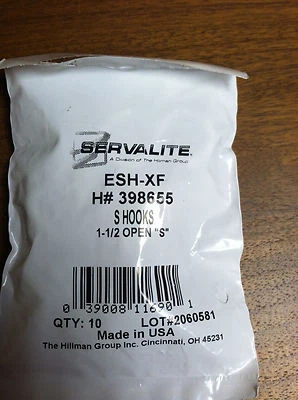 SERVALITE
A Division of The Hillman Group
ESH-XF
H# 398655
S HOOKS
1-1/2 OPEN "S"
0 39008 11690 1
QTY: 10 LOT#2060581
Made in USA
The Hillman Group Inc. Cincinnati, OH 45231